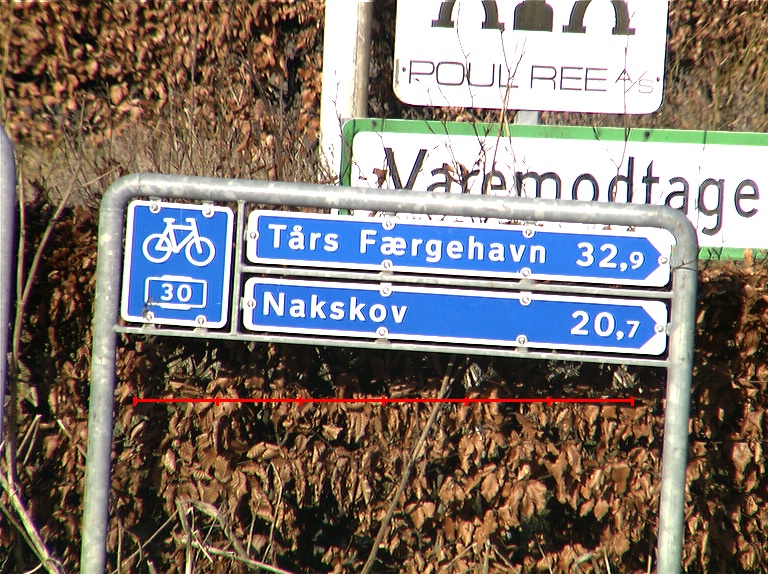 POUL REE A/S
Varemodtage
Tårs Færgehavn 32,9
30
Nakskov 20,7